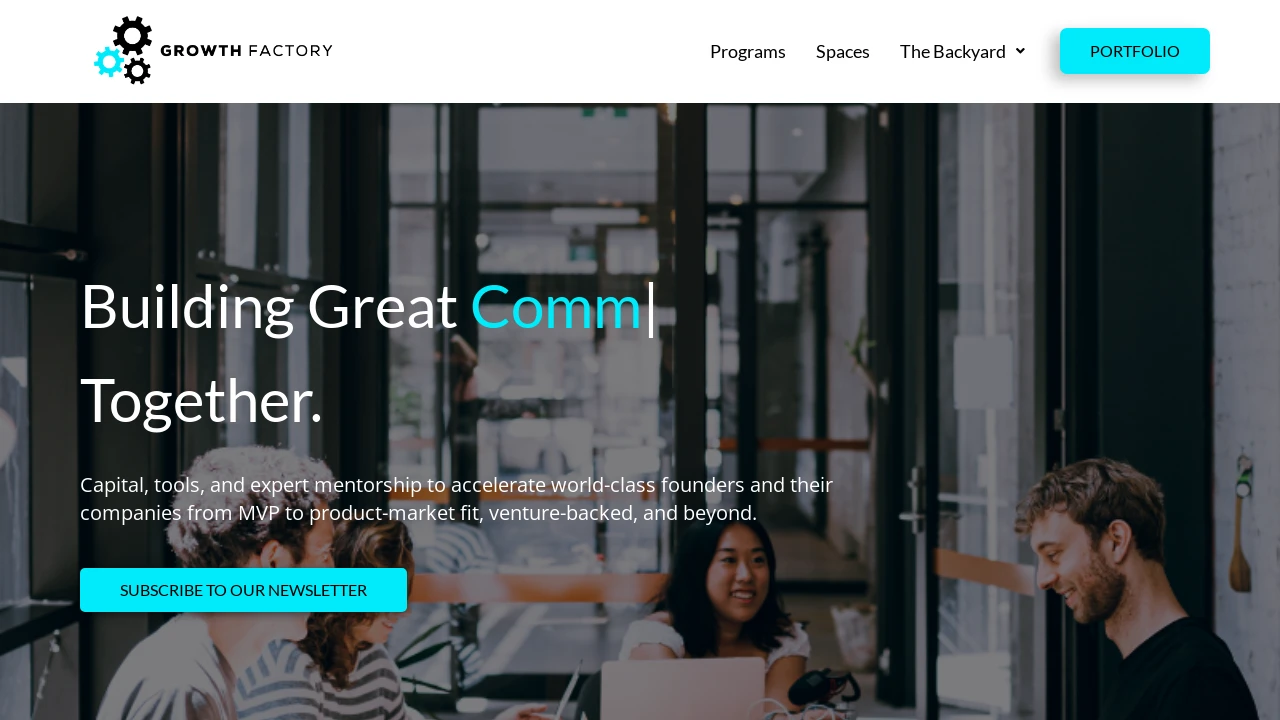 GROWTH FACTORY
Programs
Spaces
The Backyard
PORTFOLIO
Building Great Comm|
Together.
Capital, tools, and expert mentorship to accelerate world-class founders and their
companies from MVP to product-market fit, venture-backed, and beyond.
SUBSCRIBE TO OUR NEWSLETTER